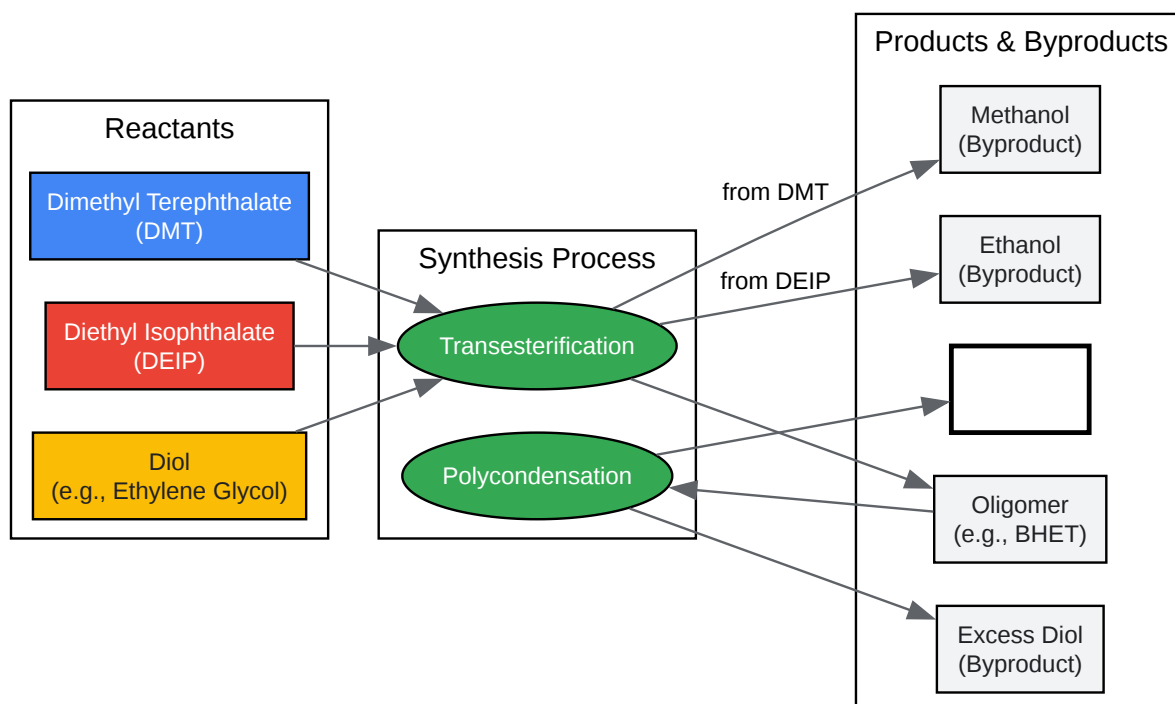 Products & Byproducts
Reactants
Methanol
(Byproduct)
Dimethyl Terephthalate
(DMT)
from DMT
Synthesis Process
Ethanol
(Byproduct)
from DEIP
Diethyl Isophthalate
(DEIP)
Transesterification
Diol
(e.g., Ethylene Glycol)
Polycondensation
Oligomer
(e.g., BHET)
Excess Diol
(Byproduct)